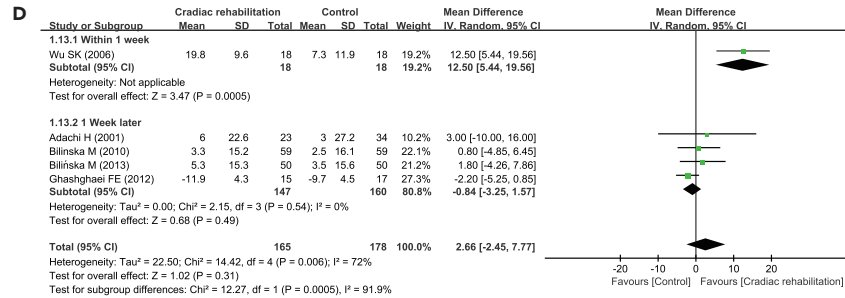 D
Cradiac rehabilitation Control Mean Difference Mean Difference
Study or Subgroup Mean SD Total Mean SD Total Weight IV, Random, 95% CI IV, Random, 95% CI
1.13.1 Within 1 week
Wu SK (2006) 19.8 9.6 18 7.3 11.9 18 19.2% 12.50 [5.44, 19.56]
Subtotal (95% CI) 18 18 19.2% 12.50 [5.44, 19.56]
Heterogeneity: Not applicable
Test for overall effect: Z = 3.47 (P = 0.0005)
1.13.2 1 Week later
Adachi H (2001) 6 22.6 23 3 27.2 34 10.2% 3.00 [-10.00, 16.00]
Bilinska M (2010) 3.3 15.2 59 2.5 16.1 59 22.1% 0.80 [-4.85, 6.45]
Bilińska M (2013) 5.3 15.3 50 3.5 15.6 50 21.2% 1.80 [-4.26, 7.86]
Ghashghaei FE (2012) -11.9 4.3 15 -9.7 4.5 17 27.3% -2.20 [-5.25, 0.85]
Subtotal (95% CI) 147 160 80.8% -0.84 [-3.25, 1.57]
Heterogeneity: Tau² = 0.00; Chi² = 2.15, df = 3 (P = 0.54); I² = 0%
Test for overall effect: Z = 0.68 (P = 0.49)
Total (95% CI) 165 178 100.0% 2.66 [-2.45, 7.77]
Heterogeneity: Tau² = 22.50; Chi² = 14.42, df = 4 (P = 0.006); I² = 72%
Test for overall effect: Z = 1.02 (P = 0.31)
Test for subgroup differences: Chi² = 12.27, df = 1 (P = 0.0005), I² = 91.9%
-20 -10 0 10 20
Favours [Control] Favours [Cradiac rehabilitation]